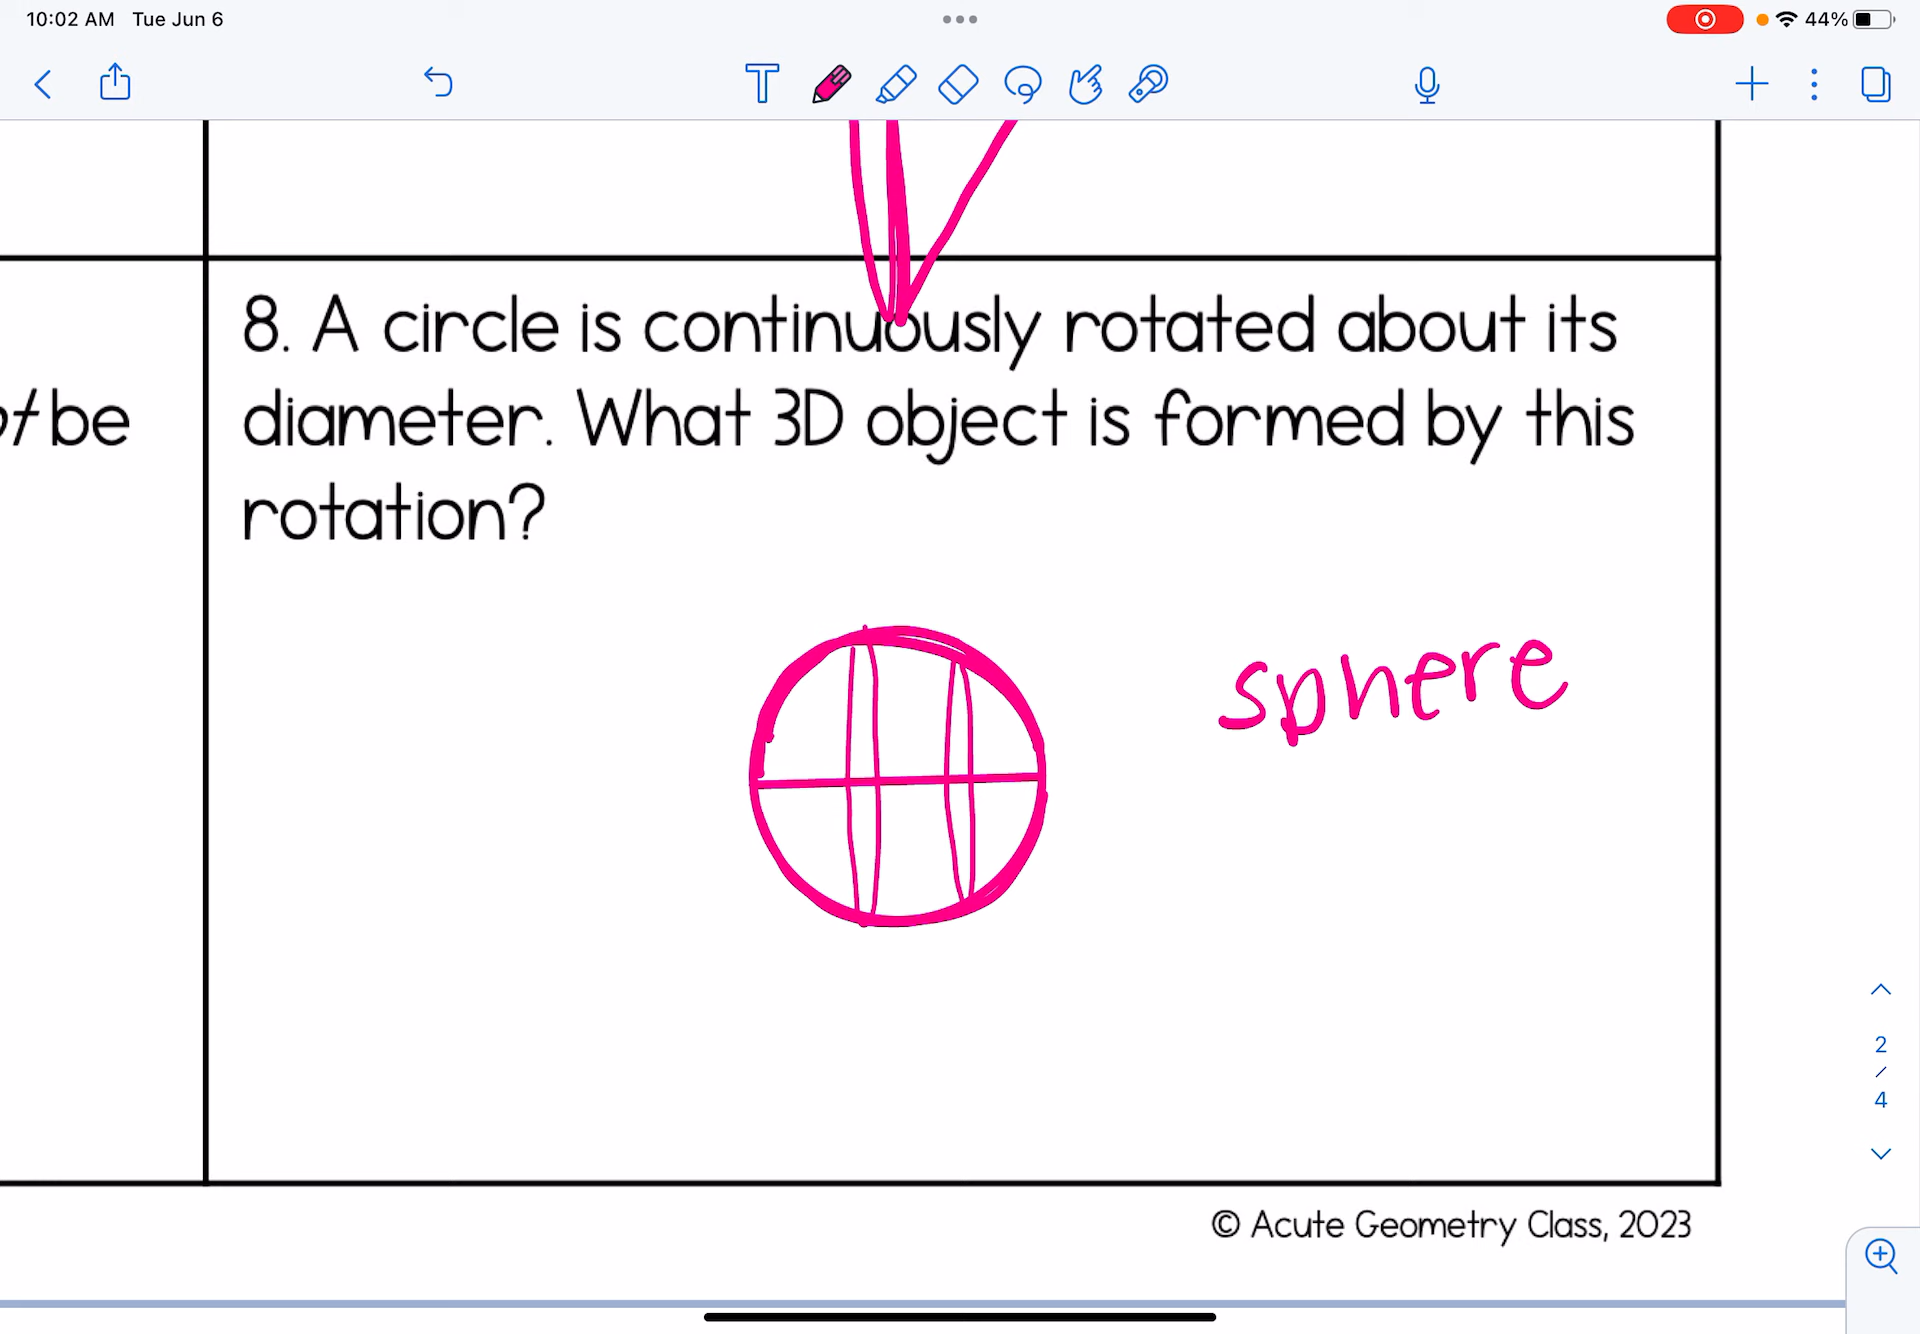 10:02 AM Tue Jun 6
44%
T
8. A circle is continuously rotated about its
diameter. What 3D object is formed by this
rotation?
be
sphere
2
/
4
© Acute Geometry Class, 2023